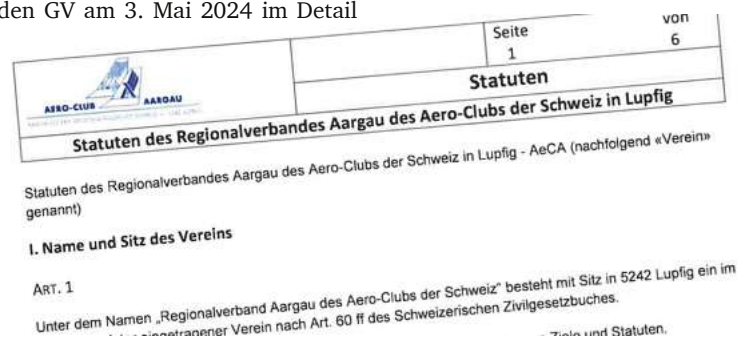 den GV am 3. Mai 2024 im Detail
Seite
1
von
6
AERO-CLUB AARGAU
Statuten
Statuten des Regionalverbandes Aargau des Aero-Clubs der Schweiz in Lupfig
Statuten des Regionalverbandes Aargau des Aero-Clubs der Schweiz in Lupfig - AeCA (nachfolgend «Verein»
genannt)
I. Name und Sitz des Vereins
ART. 1
Unter dem Namen „Regionalverband Aargau des Aero-Clubs der Schweiz" besteht mit Sitz in 5242 Lupfig ein im
eingetragener Verein nach Art. 60 ff des Schweizerischen Zivilgesetzbuches.
Ziele und Statuten.